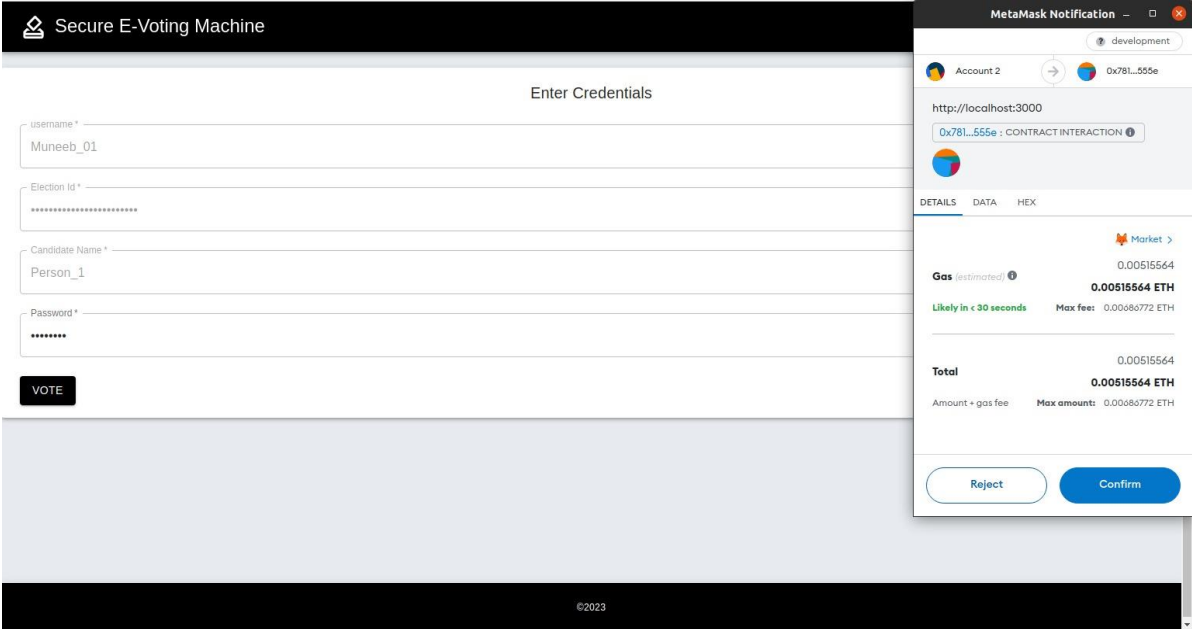 Secure E-Voting Machine
Enter Credentials
username *
Muneeb_01
Election Id *
••••••••••••••••••••••••
Candidate Name *
Person_1
Password *
••••••••
VOTE
©2023
MetaMask Notification
development
Account 2
0x781...555e
http://localhost:3000
0x781...555e : CONTRACT INTERACTION
DETAILS DATA HEX
Market >
0.00515564
Gas (estimated)
0.00515564 ETH
Likely in < 30 seconds Max fee: 0.00686772 ETH
0.00515564
Total
0.00515564 ETH
Amount + gas fee Max amount: 0.00686772 ETH
Reject Confirm